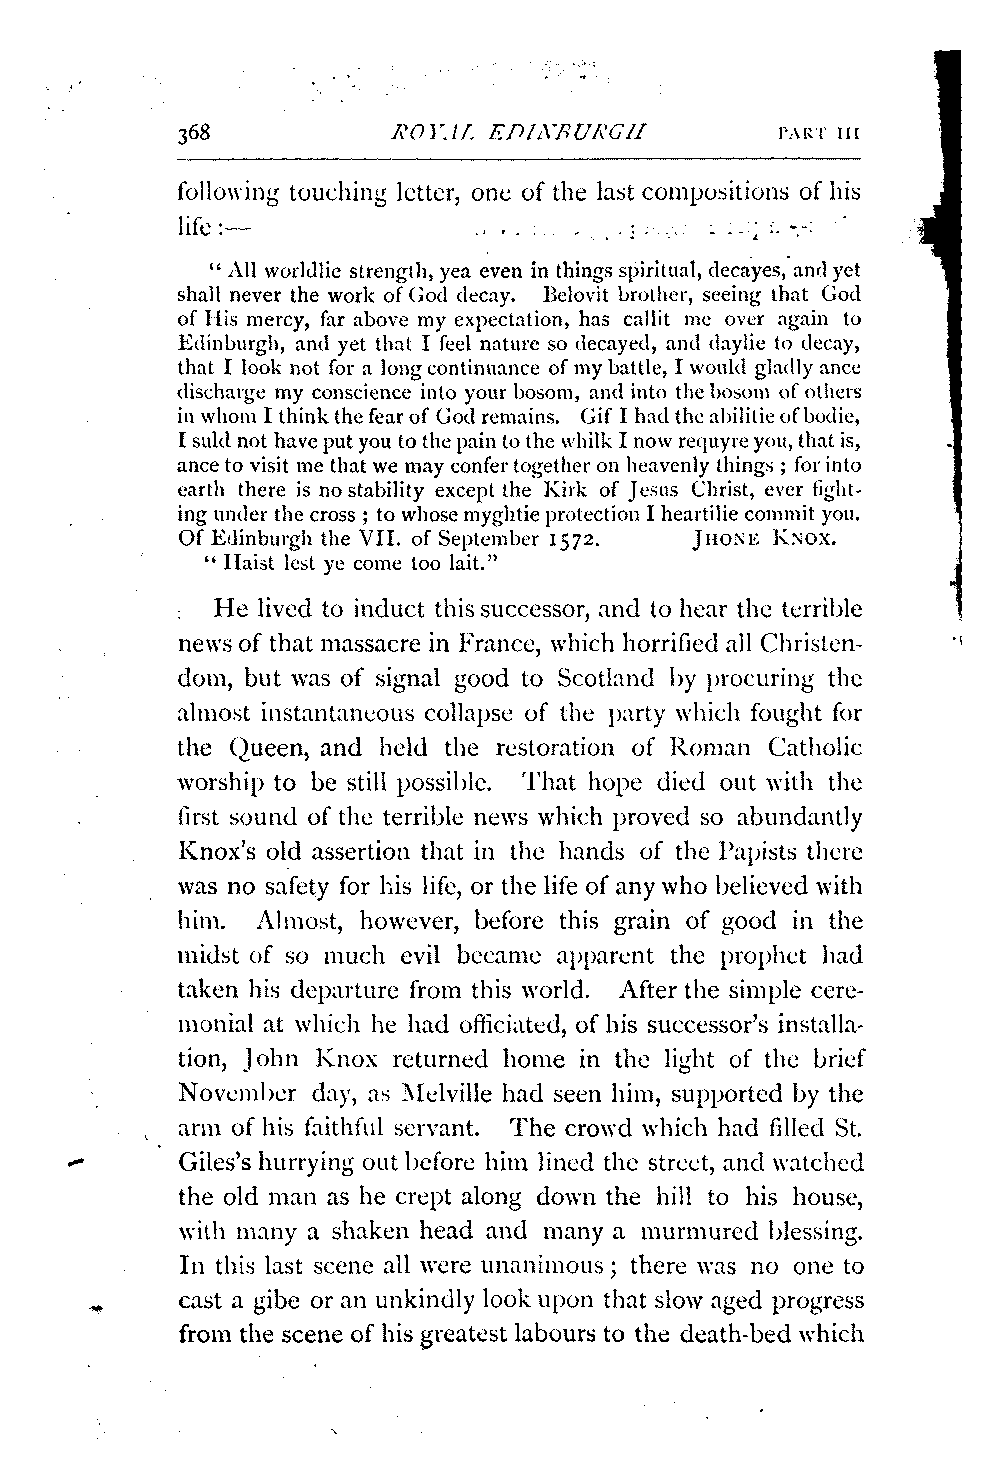 368 ROYAL EDINBURGH PART III
following touching letter, one of the last compositions of his
life :—
“ All worldlie strength, yea even in things spiritual, decayes, and yet
shall never the work of God decay. Belovit brother, seeing that God
of His mercy, far above my expectation, has callit me over again to
Edinburgh, and yet that I feel nature so decayed, and daylie to decay,
that I look not for a long continuance of my battle, I would gladly ance
discharge my conscience into your bosom, and into the bosom of others
in whom I think the fear of God remains. Gif I had the abilitie of bodie,
I suld not have put you to the pain to the whilk I now requyre you, that is,
ance to visit me that we may confer together on heavenly things ; for into
earth there is no stability except the Kirk of Jesus Christ, ever fight-
ing under the cross ; to whose myghtie protection I heartilie commit you.
Of Edinburgh the VII. of September 1572. JHONE KNOX.
“ Haist lest ye come too lait.”
He lived to induct this successor, and to hear the terrible
news of that massacre in France, which horrified all Christen-
dom, but was of signal good to Scotland by procuring the
almost instantaneous collapse of the party which fought for
the Queen, and held the restoration of Roman Catholic
worship to be still possible. That hope died out with the
first sound of the terrible news which proved so abundantly
Knox’s old assertion that in the hands of the Papists there
was no safety for his life, or the life of any who believed with
him. Almost, however, before this grain of good in the
midst of so much evil became apparent the prophet had
taken his departure from this world. After the simple cere-
monial at which he had officiated, of his successor’s installa-
tion, John Knox returned home in the light of the brief
November day, as Melville had seen him, supported by the
arm of his faithful servant. The crowd which had filled St.
Giles’s hurrying out before him lined the street, and watched
the old man as he crept along down the hill to his house,
with many a shaken head and many a murmured blessing.
In this last scene all were unanimous ; there was no one to
cast a gibe or an unkindly look upon that slow aged progress
from the scene of his greatest labours to the death-bed which